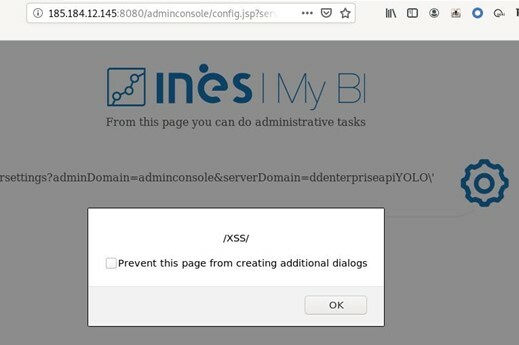 185.184.12.145:8080/adminconsole/config.jsp?ser
inès | My BI
From this page you can do administrative tasks
rsettings?adminDomain=adminconsole&serverDomain=ddenterpriseapiYOLO\'
/XSS/
Prevent this page from creating additional dialogs
OK